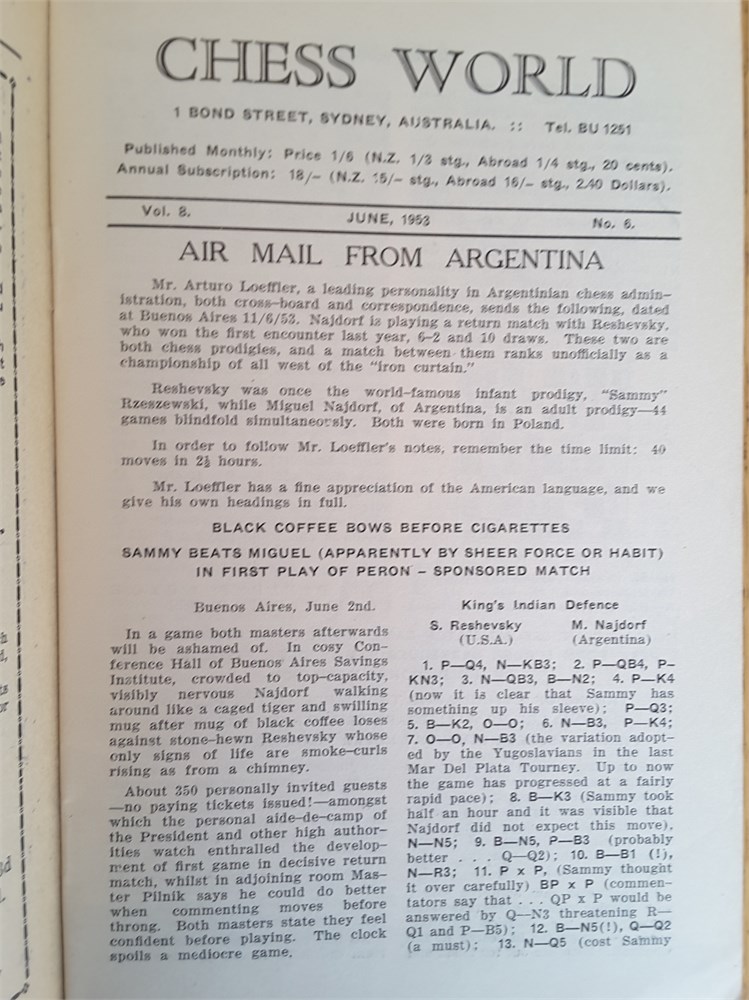 CHESS WORLD
1 BOND STREET, SYDNEY, AUSTRALIA. :: Tel. BU 1251
Published Monthly: Price 1/6 (N.Z. 1/3 stg., Abroad 1/4 stg., 20 cents).
Annual Subscription: 18/– (N.Z. 15/– stg., Abroad 16/– stg., 2.40 Dollars).
Vol. 8. JUNE, 1953 No. 6.
AIR MAIL FROM ARGENTINA
Mr. Arturo Loeffler, a leading personality in Argentinian chess admin-
istration, both cross-board and correspondence, sends the following, dated
at Buenos Aires 11/6/53. Najdorf is playing a return match with Reshevsky,
who won the first encounter last year, 6–2 and 10 draws. These two are
both chess prodigies, and a match between them ranks unofficially as a
championship of all west of the "iron curtain."
Reshevsky was once the world-famous infant prodigy, "Sammy"
Rzeszewski, while Miguel Najdorf, of Argentina, is an adult prodigy—44
games blindfold simultaneously. Both were born in Poland.
In order to follow Mr. Loeffler's notes, remember the time limit: 40
moves in 2½ hours.
Mr. Loeffler has a fine appreciation of the American language, and we
give his own headings in full.
BLACK COFFEE BOWS BEFORE CIGARETTES
SAMMY BEATS MIGUEL (APPARENTLY BY SHEER FORCE OR HABIT)
IN FIRST PLAY OF PERON – SPONSORED MATCH
Buenos Aires, June 2nd.
In a game both masters afterwards
will be ashamed of. In cosy Con-
ference Hall of Buenos Aires Savings
Institute, crowded to top-capacity,
visibly nervous Najdorf walking
around like a caged tiger and swilling
mug after mug of black coffee loses
against stone-hewn Reshevsky whose
only signs of life are smoke-curls
rising as from a chimney.
About 350 personally invited guests
—no paying tickets issued!—amongst
which the personal aide-de-camp of
the President and other high author-
ities watch enthralled the develop-
ment of first game in decisive return
match, whilst in adjoining room Mas-
ter Pilnik says he could do better
when commenting moves before
throng. Both masters state they feel
confident before playing. The clock
spoils a mediocre game.
King's Indian Defence
S. Reshevsky M. Najdorf
(U.S.A.) (Argentina)
1. P—Q4, N—KB3; 2. P—QB4, P—
KN3; 3. N—QB3, B—N2; 4. P—K4
(now it is clear that Sammy has
something up his sleeve); P—Q3;
5. B—K2, O—O; 6. N—B3, P—K4;
7. O—O, N—B3 (the variation adopt-
ed by the Yugoslavians in the last
Mar Del Plata Tourney. Up to now
the game has progressed at a fairly
rapid pace); 8. B—K3 (Sammy took
half an hour and it was visible that
Najdorf did not expect this move),
N—N5; 9. B—N5, P—B3 (probably
better . . . Q—Q2); 10. B—B1 (!),
N—R3; 11. P x P, (Sammy thought
it over carefully) BP x P (commen-
tators say that . . . QP x P would be
answered by Q—N3 threatening R—
Q1 and P—B5); 12. B—N5(!), Q—Q2
(a must); 13. N—Q5 (cost Sammy